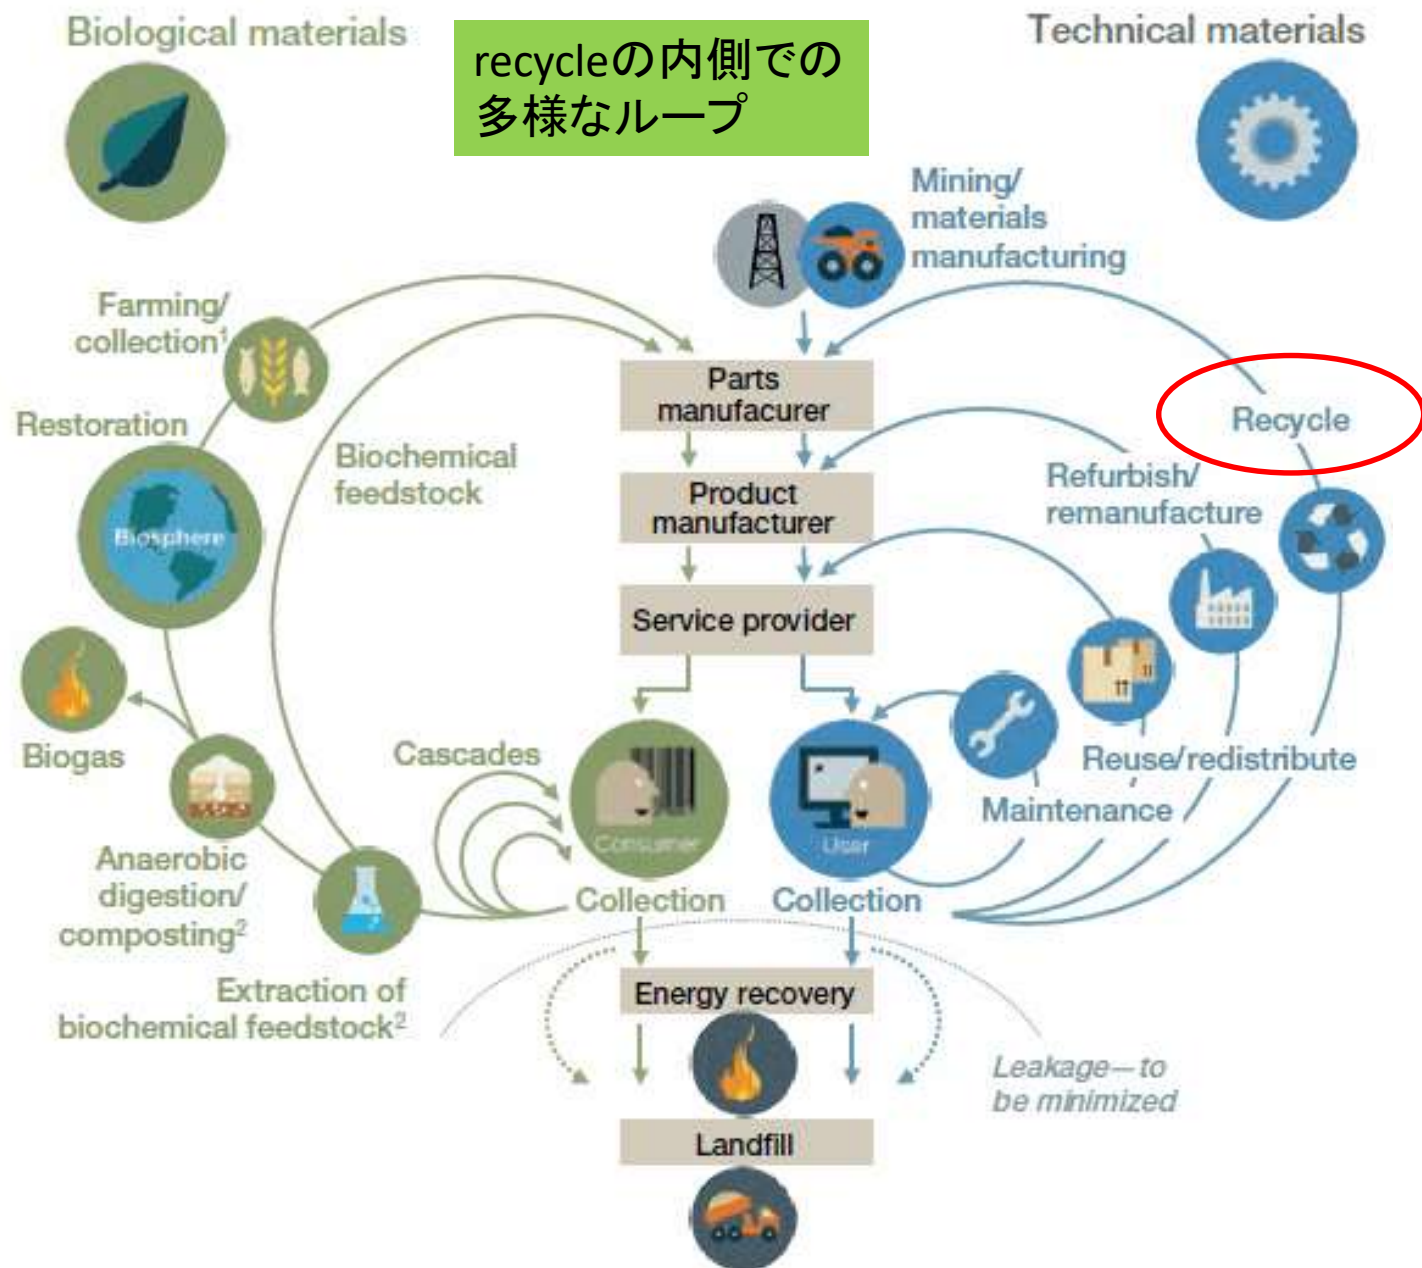 Biological materials
recycleの内側での
多様なループ
Technical materials
Mining/
materials
manufacturing
Farming/
collection¹
Restoration
Biosphere
Biochemical
feedstock
Parts
manufacurer
Product
manufacturer
Service provider
Recycle
Refurbish/
remanufacture
Biogas
Cascades
Consumer
User
Reuse/redistribute
Maintenance
Anaerobic
digestion/
composting²
Collection
Collection
Extraction of
biochemical feedstock²
Energy recovery
Leakage—to
be minimized
Landfill